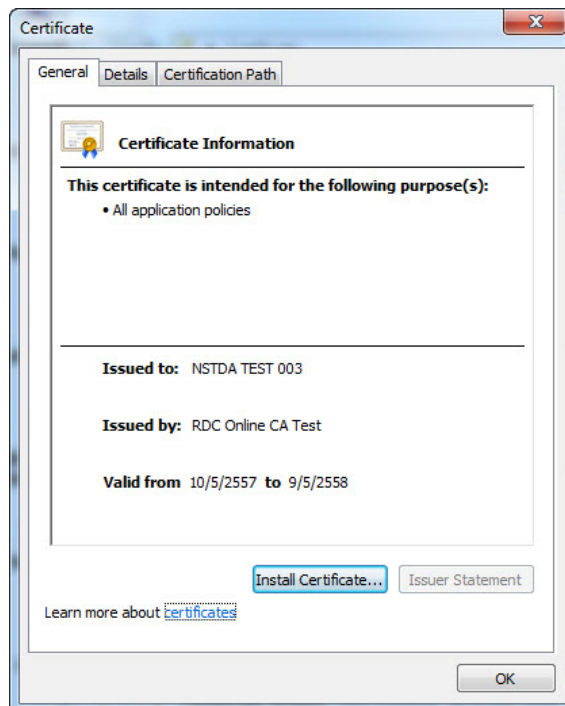 Certificate
General Details Certification Path
Certificate Information
This certificate is intended for the following purpose(s):
• All application policies
Issued to: NSTDA TEST 003
Issued by: RDC Online CA Test
Valid from 10/5/2557 to 9/5/2558
Install Certificate... Issuer Statement
Learn more about certificates
OK